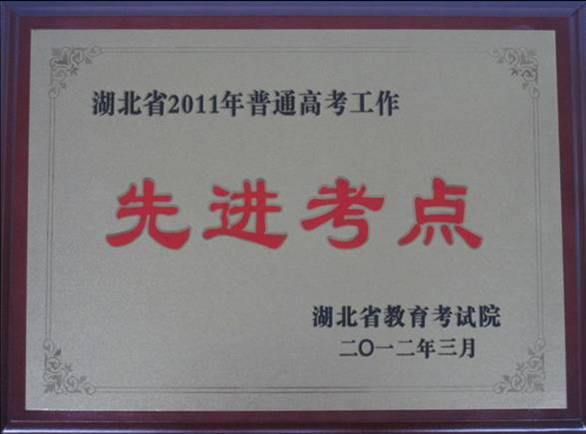 湖北省2011年普通高考工作
先进考点
湖北省教育考试院
二〇一二年三月